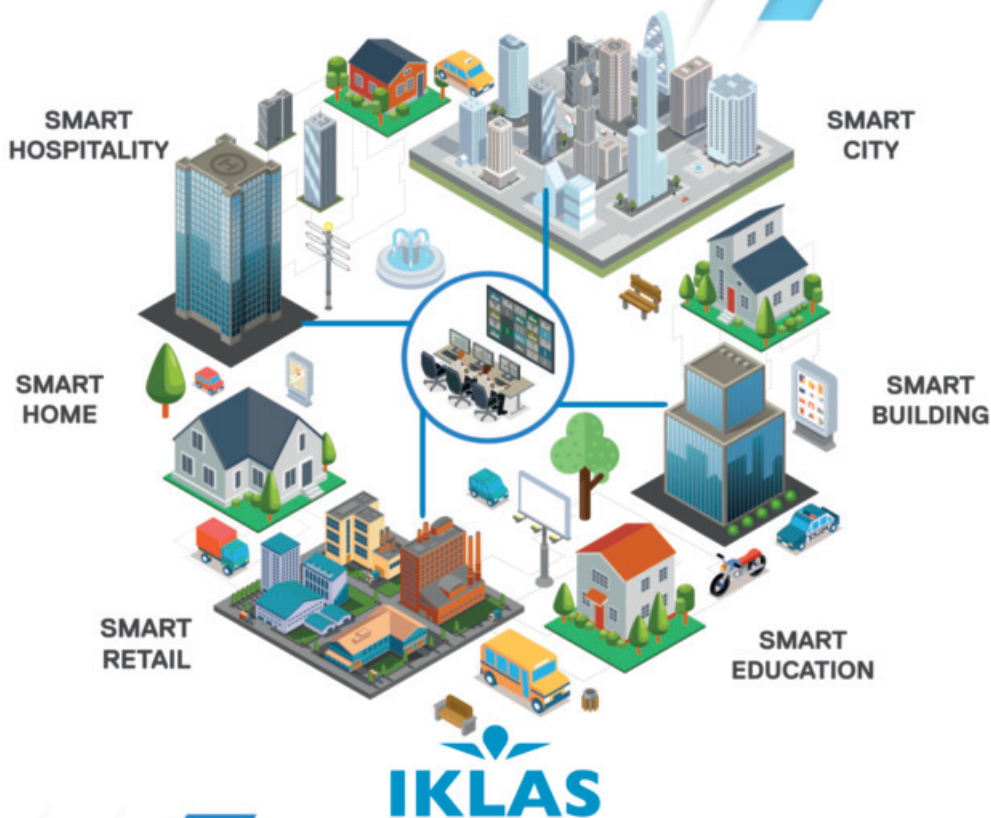 SMART
HOSPITALITY
SMART
CITY
SMART
HOME
SMART
BUILDING
SMART
RETAIL
SMART
EDUCATION
IKLAS